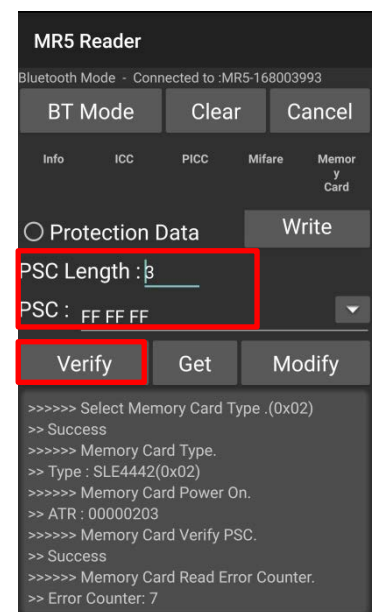 MR5 Reader
Bluetooth Mode - Connected to :MR5-168003993
BT Mode Clear Cancel
Info ICC PICC Mifare Memor
y
Card
Protection Data Write
PSC Length : 3
PSC : FF FF FF
Verify Get Modify
>>>>>> Select Memory Card Type .(0x02)
>> Success
>>>>>> Memory Card Type.
>> Type : SLE4442(0x02)
>>>>>> Memory Card Power On.
>> ATR : 00000203
>>>>>> Memory Card Verify PSC.
>> Success
>>>>>> Memory Card Read Error Counter.
>> Error Counter: 7